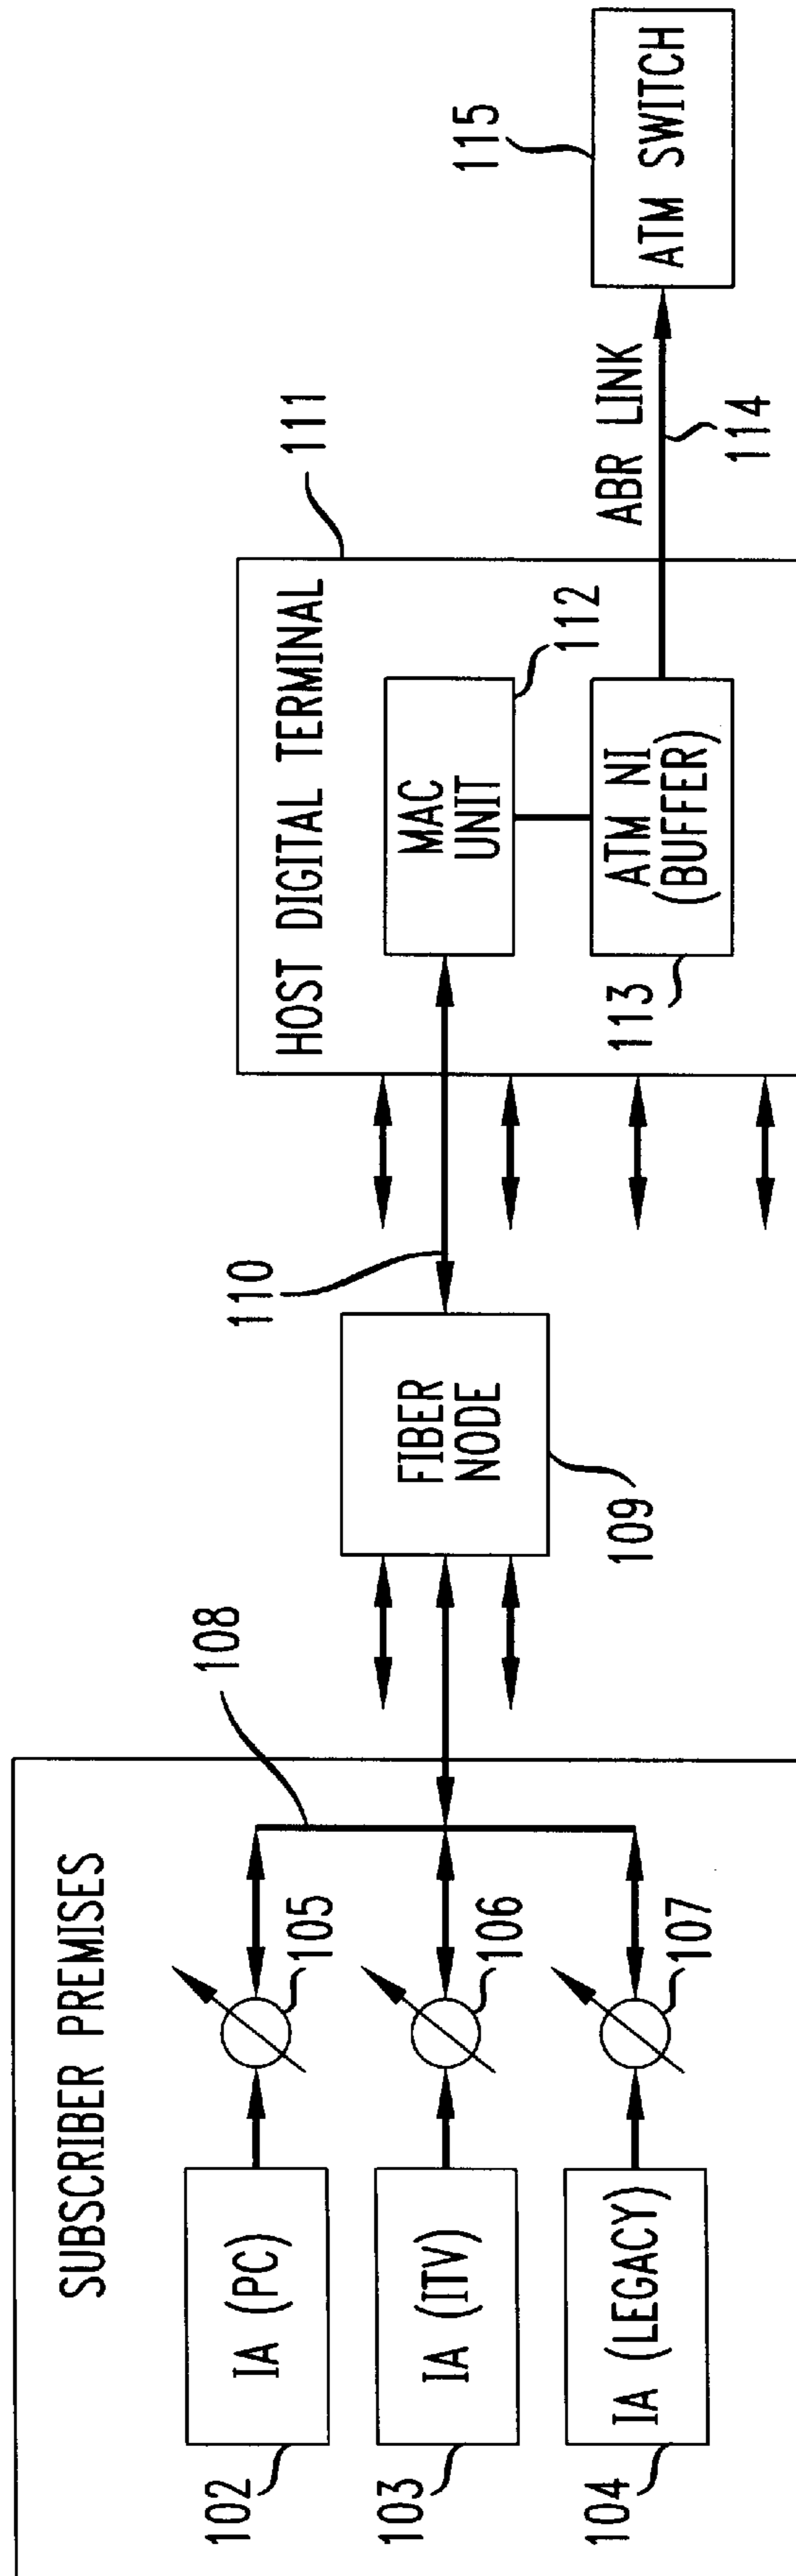 SUBSCRIBER PREMISES
102
IA (PC)
105
103
IA (ITV)
106
104
IA (LEGACY)
107
108
FIBER
NODE
109
110
HOST DIGITAL TERMINAL
111
MAC
UNIT
112
ATM NI
(BUFFER)
113
ABR LINK
114
ATM SWITCH
115